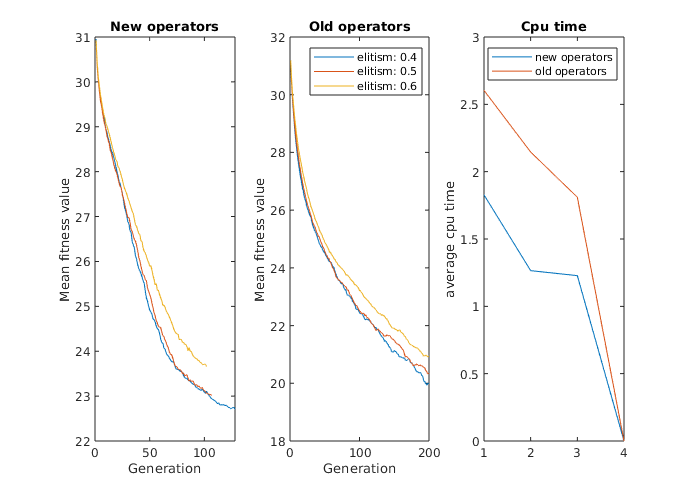 New operators
Old operators
Cpu time
31
30
29
28
27
26
25
24
23
22
0
50
100
Mean fitness value
Generation
32
30
28
26
24
22
20
18
0
100
200
Mean fitness value
Generation
elitism: 0.4
elitism: 0.5
elitism: 0.6
3
2.5
2
1.5
1
0.5
0
1
2
3
4
average cpu time
new operators
old operators